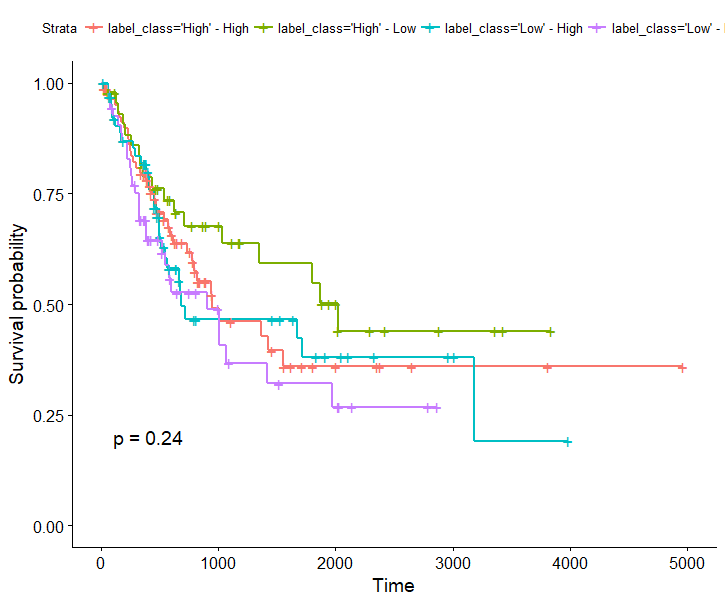 Strata label_class='High' - High label_class='High' - Low label_class='Low' - High label_class='Low' -
1.00
0.75
0.50
0.25
0.00
Survival probability
p = 0.24
0 1000 2000 3000 4000 5000
Time